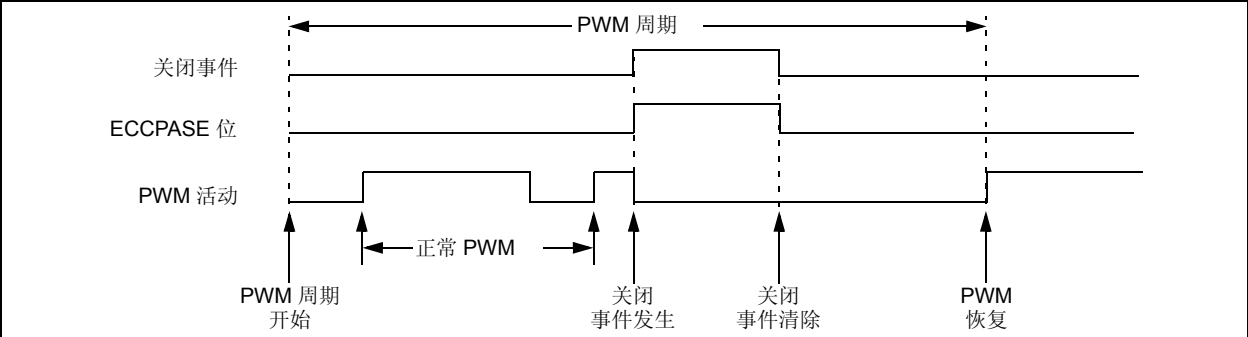 PWM 周期
关闭事件
ECCPASE 位
PWM 活动
正常 PWM
PWM 周期
开始
关闭
事件发生
关闭
事件清除
PWM
恢复